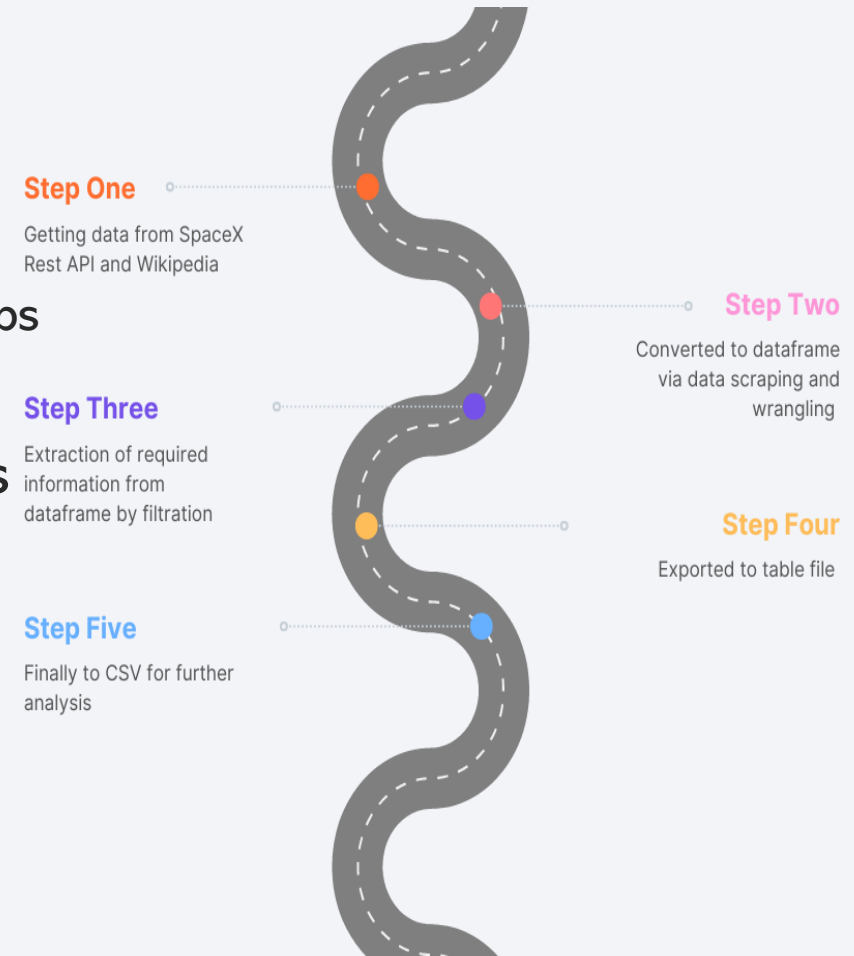 Step One
Getting data from SpaceX
Rest API and Wikipedia
ps
Step Two
Converted to dataframe
via data scraping and
wrangling
Step Three
Extraction of required
s
information from
dataframe by filtration
Step Four
Exported to table file
Step Five
Finally to CSV for further
analysis